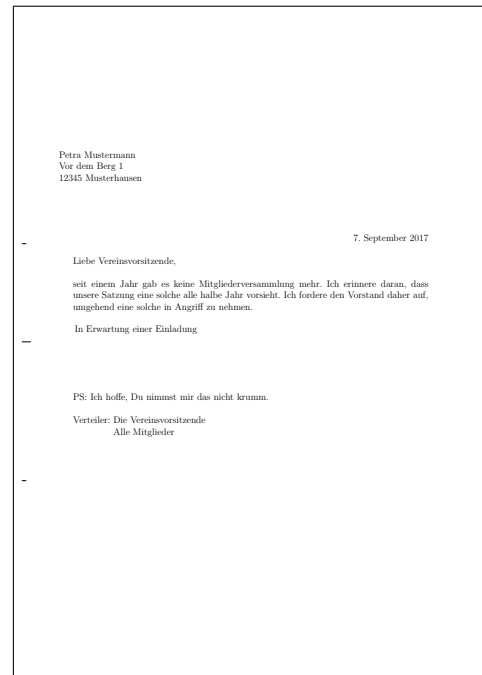 Petra Mustermann
Vor dem Berg 1
12345 Musterhausen
7. September 2017
Liebe Vereinsvorsitzende,
seit einem Jahr gab es keine Mitgliederversammlung mehr. Ich erinnere daran, dass
unsere Satzung eine solche alle halbe Jahr vorsieht. Ich fordere den Vorstand daher auf,
umgehend eine solche in Angriff zu nehmen.
In Erwartung einer Einladung
PS: Ich hoffe, Du nimmst mir das nicht krumm.
Verteiler: Die Vereinsvorsitzende
Alle Mitglieder